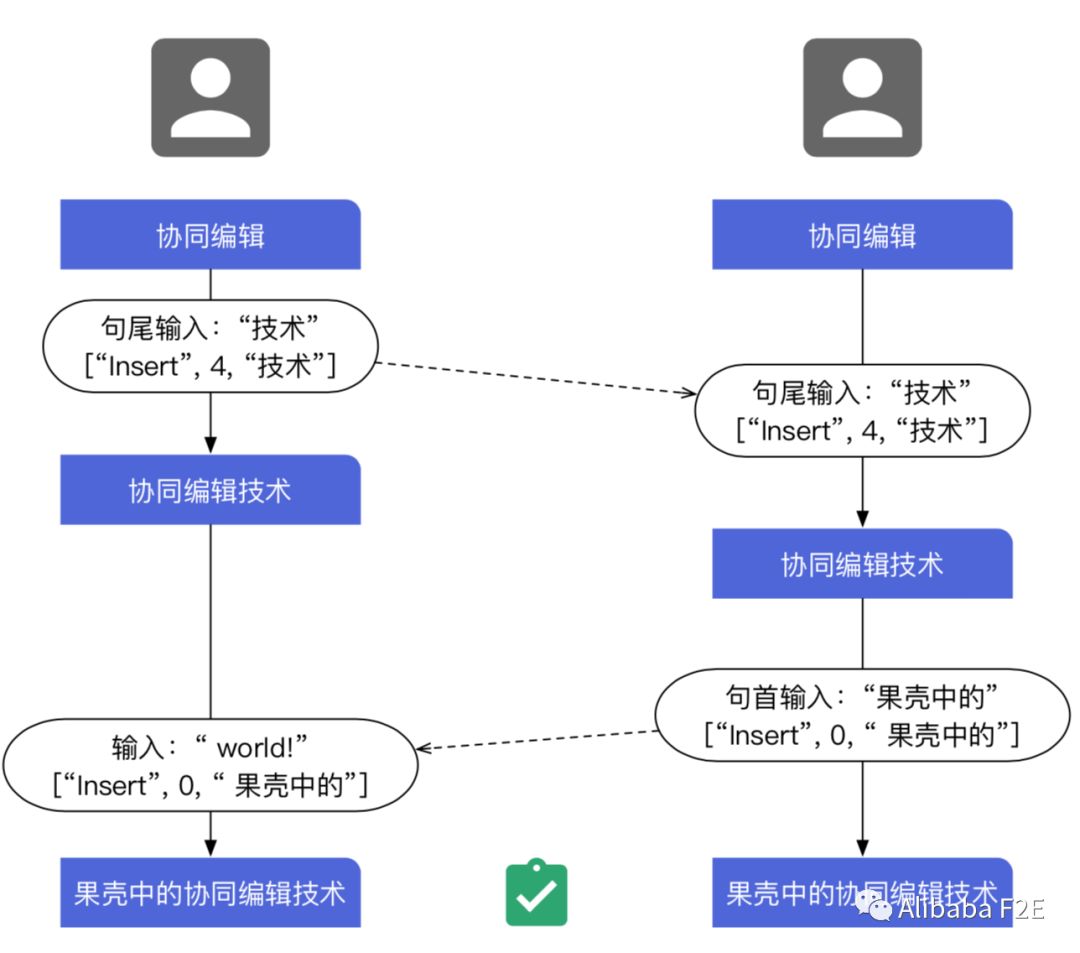 协同编辑
协同编辑
句尾输入：“技术”
[“Insert”, 4, “技术”]
句尾输入：“技术”
[“Insert”, 4, “技术”]
协同编辑技术
协同编辑技术
句首输入：“果壳中的”
[“Insert”, 0, “ 果壳中的”]
输入：“ world!”
[“Insert”, 0, “ 果壳中的”]
果壳中的协同编辑技术
果壳中的协同编辑技术
Alibaba F2E